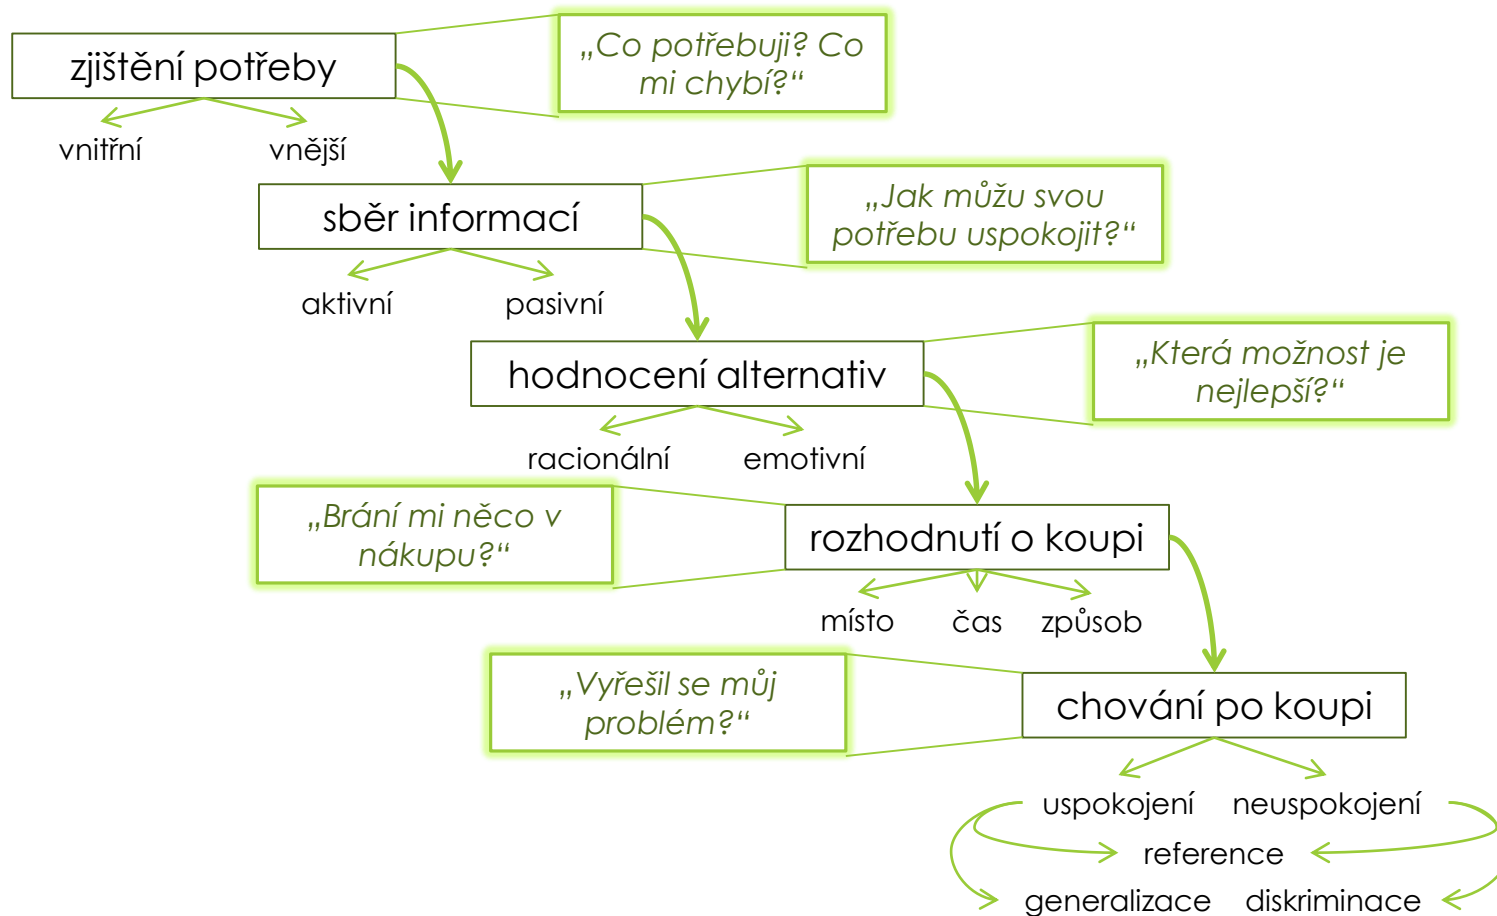 zjištění potřeby
„Co potřebuji? Co
mi chybí?“
vnitřní
vnější
sběr informací
„Jak můžu svou
potřebu uspokojit?“
aktivní
pasivní
hodnocení alternativ
„Která možnost je
nejlepší?“
racionální
emotivní
„Brání mi něco v
nákupu?“
rozhodnutí o koupi
místo
čas
způsob
„Vyřešil se můj
problém?“
chování po koupi
uspokojení
neuspokojení
reference
generalizace
diskriminace